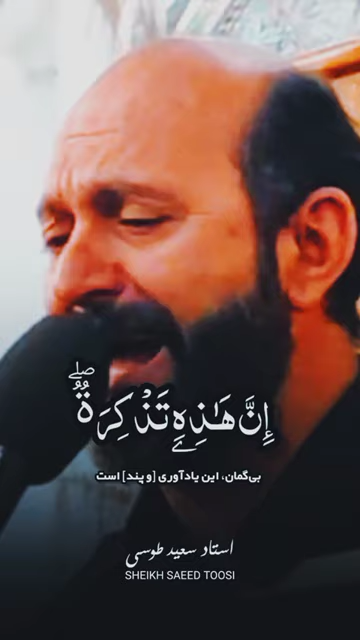 إِنَّ هَـٰذِهِۦ تَذْكِرَةٌ ۖ
بی‌گمان، این یادآوری [و پند] است
استاد سعید طوسی
SHEIKH SAEED TOOSI